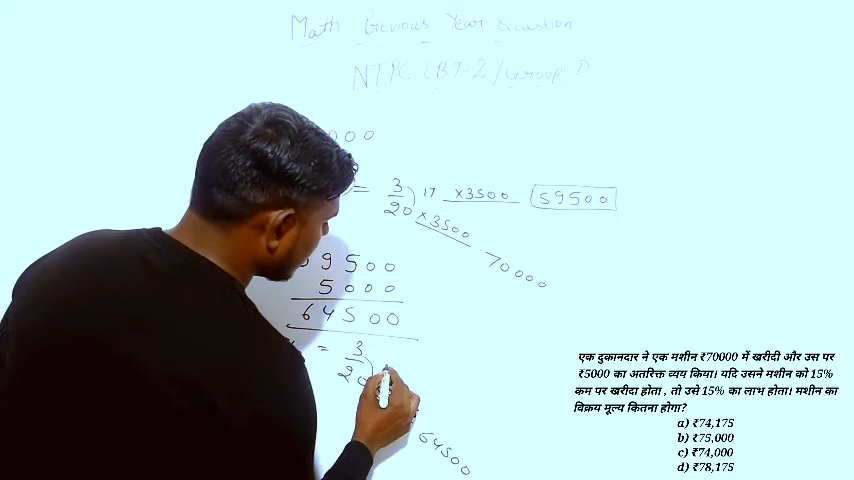 Math Previous Year Question
NTPC CBT-2 / Group D
000
= 3/20 ) 17 ×3500 59500
×3500
70000
9500
5000
64500
= 3/20 )
64500
एक दुकानदार ने एक मशीन ₹70000 में खरीदी और उस पर
₹5000 का अतरिक्त व्यय किया। यदि उसने मशीन को 15%
कम पर खरीदा होता , तो उसे 15% का लाभ होता। मशीन का
विक्रय मूल्य कितना होगा?
a) ₹74,175
b) ₹75,000
c) ₹74,000
d) ₹78,175